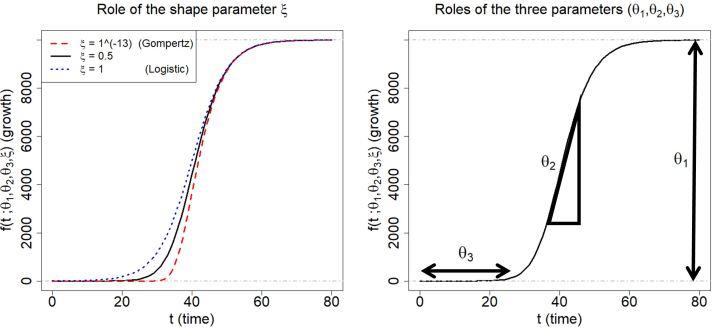 Role of the shape parameter ξ
ξ = 1^(-13) (Gompertz)
ξ = 0.5
ξ = 1 (Logistic)
f(t ;θ1,θ2,θ3,ξ) (growth)
0 2000 4000 6000 8000
0 20 40 60 80
t (time)
Roles of the three parameters (θ1,θ2,θ3)
f(t ;θ1,θ2,θ3,ξ) (growth)
0 2000 4000 6000 8000
θ1
θ2
θ3
0 20 40 60 80
t (time)